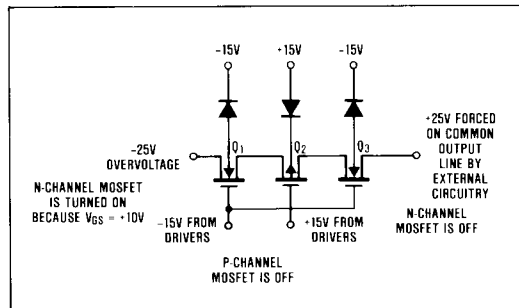 -15V
+15V
-15V
-25V
OVERVOLTAGE
Q1
Q2
Q3
+25V FORCED
ON COMMON
OUTPUT
LINE BY
EXTERNAL
CIRCUITRY
N-CHANNEL MOSFET
IS TURNED ON
BECAUSE VGS = +10V
-15V FROM
DRIVERS
+15V FROM
DRIVERS
N-CHANNEL
MOSFET IS OFF
P-CHANNEL
MOSFET IS OFF